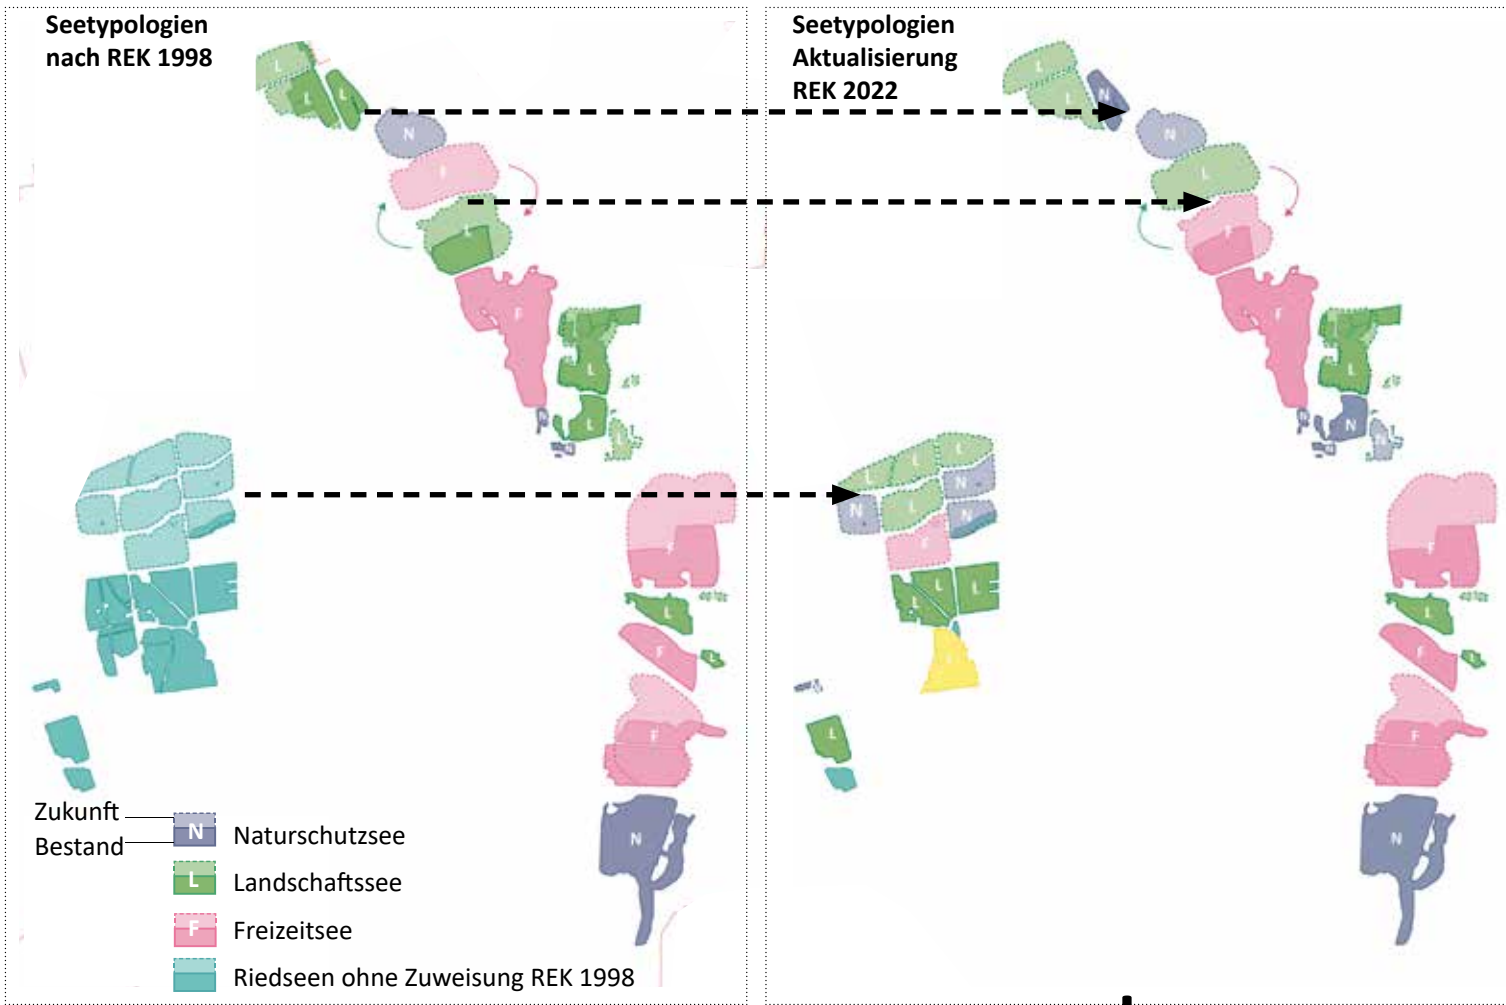 Seetypologien
nach REK 1998
L
L
L
N
F
L
F
L
L
N
L
N
F
L
F
L
F
N
Zukunft
Bestand
N Naturschutzsee
L Landschaftssee
F Freizeitsee
Riedseen ohne Zuweisung REK 1998
Seetypologien
Aktualisierung
REK 2022
L
L
N
N
L
F
F
L
N
N
N
L
L
L
N
N
L
N
F
L
L
L
L
F
L
F
L
F
N